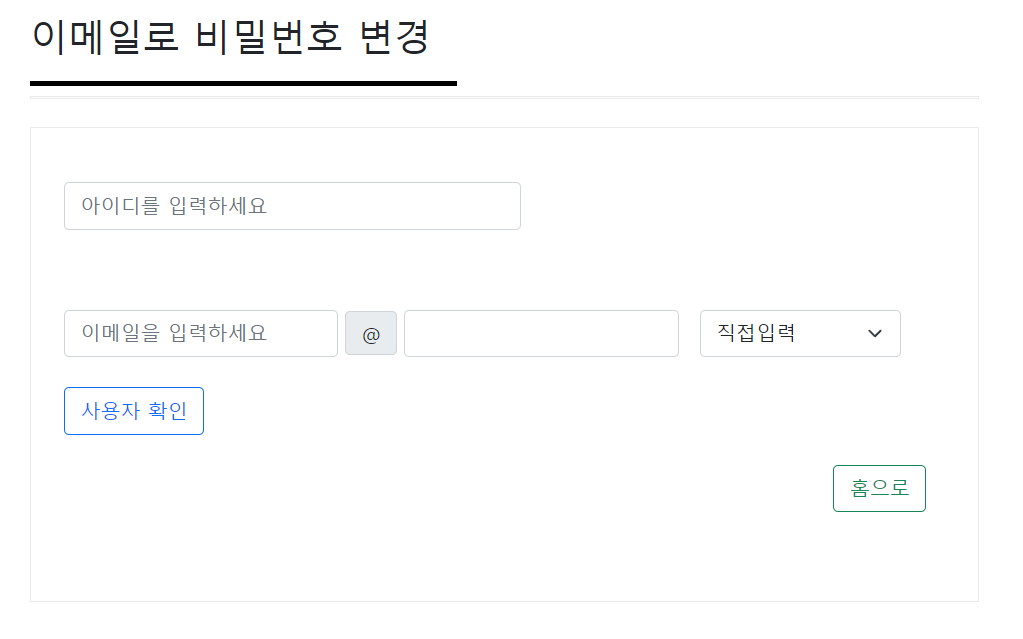 이메일로 비밀번호 변경
아이디를 입력하세요
이메일을 입력하세요 @ 직접입력
사용자 확인
홈으로